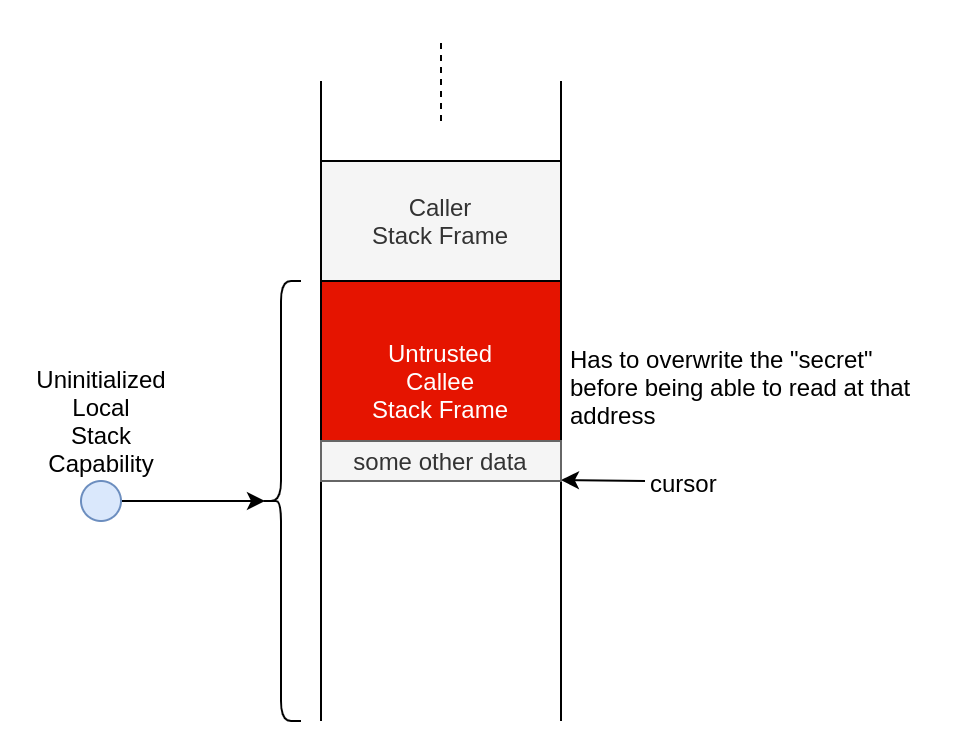 Caller
Stack Frame
Untrusted
Callee
Stack Frame
Has to overwrite the "secret"
before being able to read at that
address
Uninitialized
Local
Stack
Capability
some other data
cursor